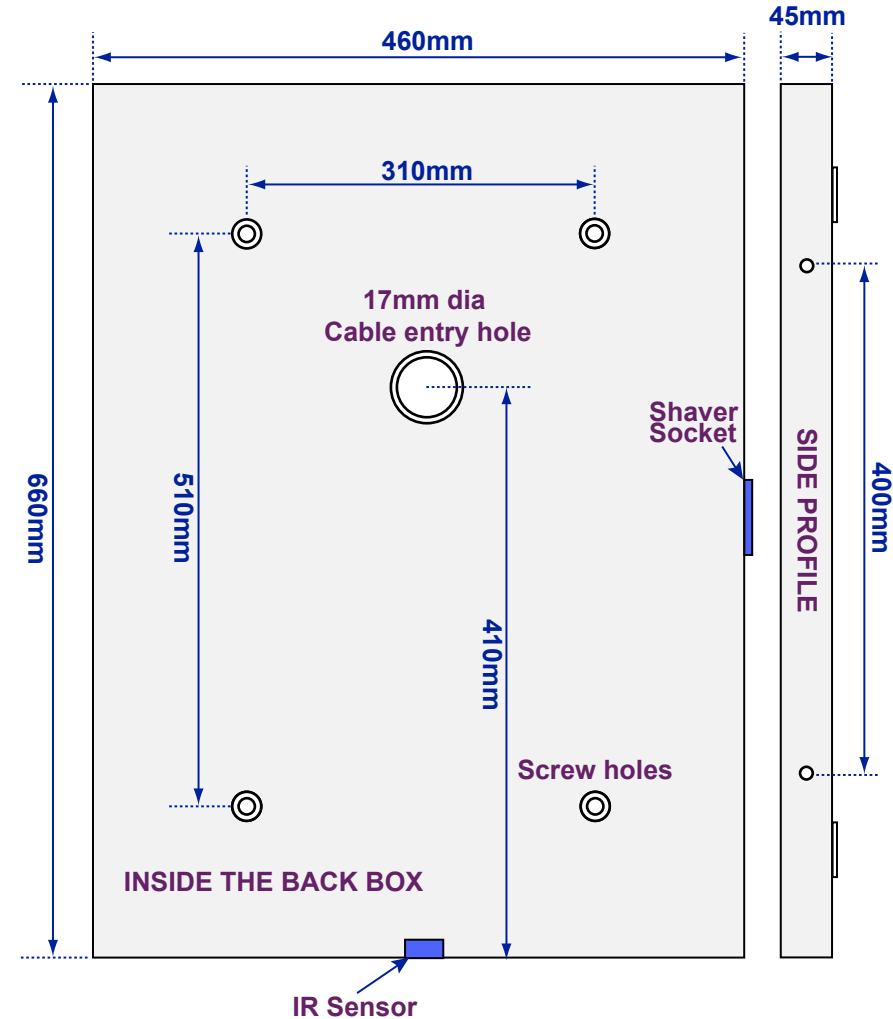 45mm
460mm
310mm
17mm dia
Cable entry hole
Shaver
Socket
SIDE PROFILE
400mm
660mm
510mm
410mm
Screw holes
INSIDE THE BACK BOX
IR Sensor